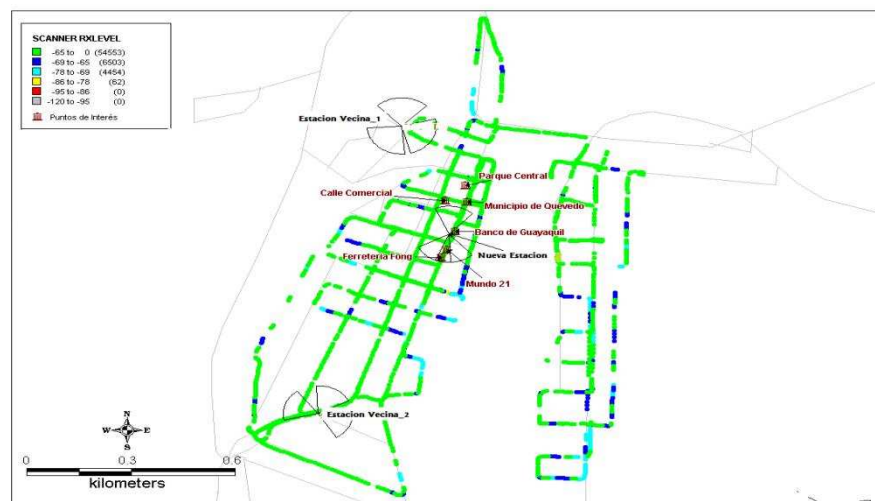 SCANNER RXLEVEL
-65 to 0 (54553)
-69 to -65 (6503)
-78 to -69 (4454)
-86 to -78 (62)
-95 to -86 (0)
-120 to -95 (0)
Puntos de Interés
Estacion Vecina_1
Parque Central
Calle Comercial
Municipio de Quevedo
Banco de Guayaquil
Ferreteria Fong
Nueva Estacion
Mundo 21
Estacion Vecina_2
N
W E
S
0 0.3 0.6
kilometers